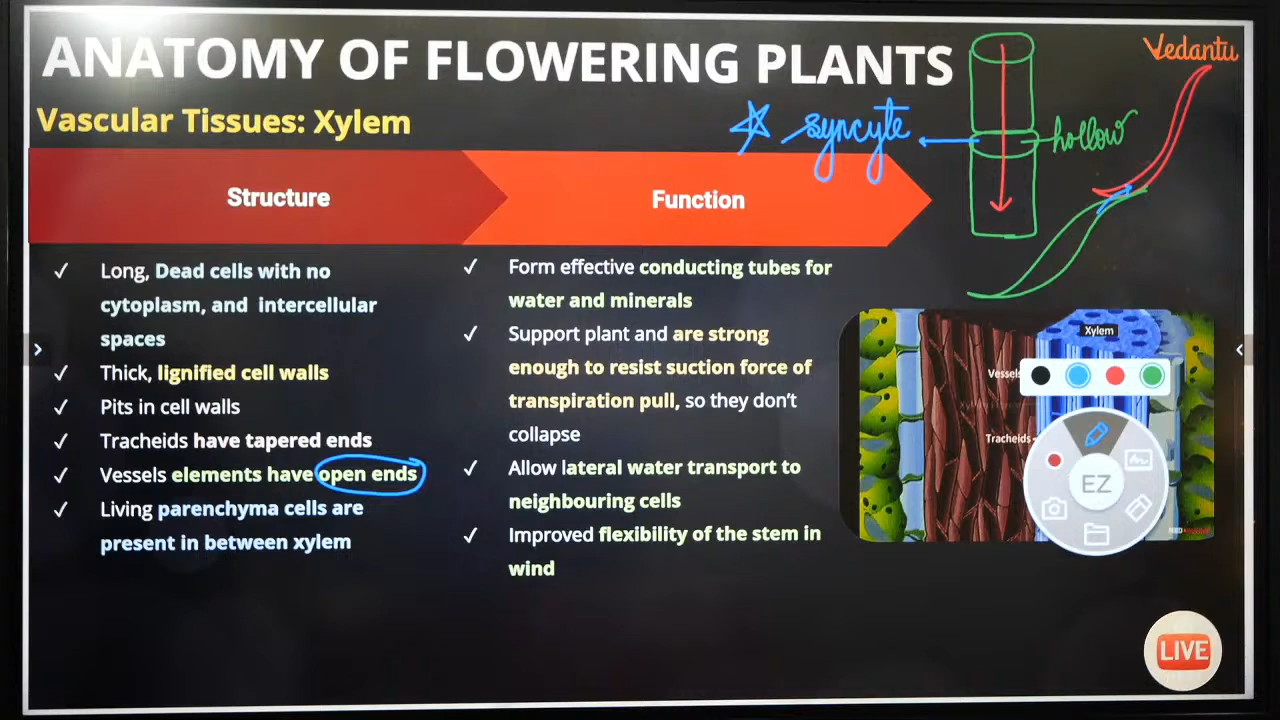 ANATOMY OF FLOWERING PLANTS
Vedantu
Vascular Tissues: Xylem
syncyte
hollow
Structure
Function
✓ Long, Dead cells with no
cytoplasm, and intercellular
spaces
✓ Thick, lignified cell walls
✓ Pits in cell walls
✓ Tracheids have tapered ends
✓ Vessels elements have open ends
✓ Living parenchyma cells are
present in between xylem
✓ Form effective conducting tubes for
water and minerals
✓ Support plant and are strong
enough to resist suction force of
transpiration pull, so they don't
collapse
✓ Allow lateral water transport to
neighbouring cells
✓ Improved flexibility of the stem in
wind
Xylem
Vessels
Tracheids
EZ
LIVE